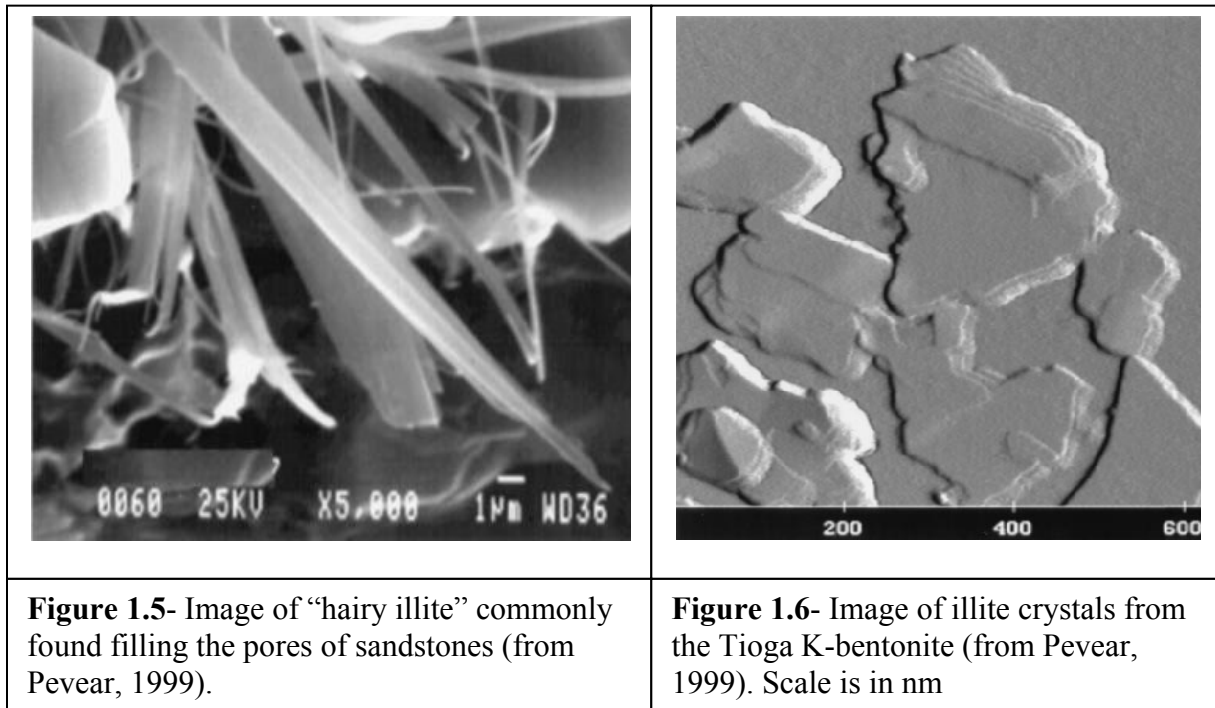 0060 25KV X5,000 1µm WD36
200 400 600
Figure 1.5- Image of “hairy illite” commonly
found filling the pores of sandstones (from
Pevear, 1999).
Figure 1.6- Image of illite crystals from
the Tioga K-bentonite (from Pevear,
1999). Scale is in nm